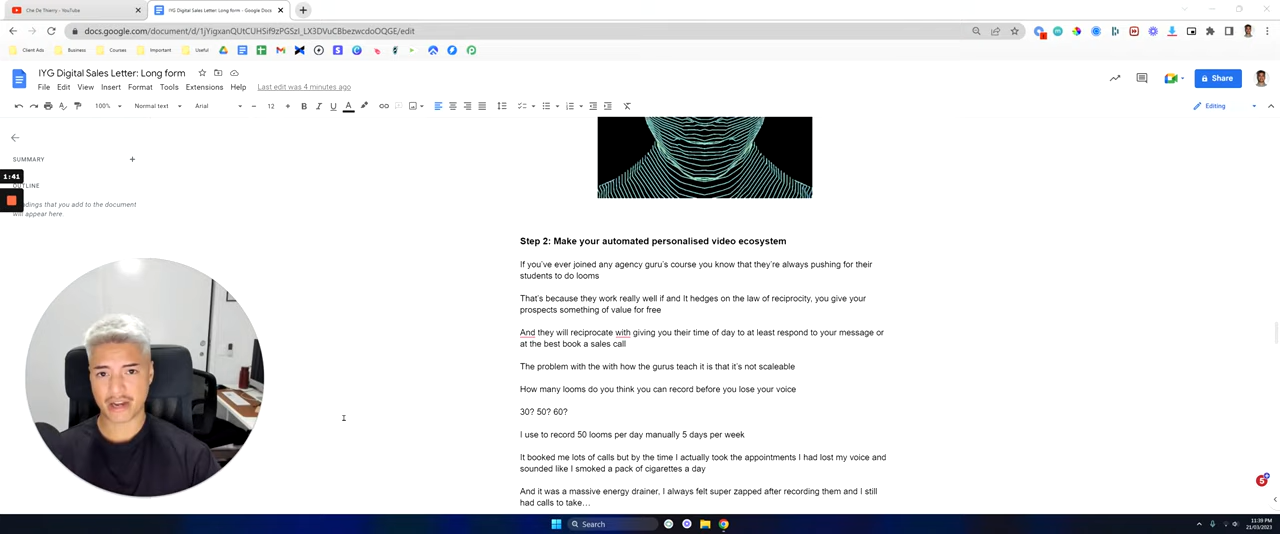 Che De Thierry - YouTube
IYG Digital Sales Letter: Long form - Google Docs
docs.google.com/document/d/1jYigxanQUtCUHSif9zPGSzI_LX3DVuCBbezwcdoOQGE/edit
Client Ads
Business
Courses
Important
Useful
IYG Digital Sales Letter: Long form
File Edit View Insert Format Tools Extensions Help
Last edit was 4 minutes ago
Share
100%
Normal text
Arial
12
Editing
SUMMARY
1:41
OUTLINE
Headings that you add to the document
will appear here.
Step 2: Make your automated personalised video ecosystem
If you've ever joined any agency guru's course you know that they're always pushing for their
students to do looms
That's because they work really well if and It hedges on the law of reciprocity, you give your
prospects something of value for free
And they will reciprocate with giving you their time of day to at least respond to your message or
at the best book a sales call
The problem with the with how the gurus teach it is that it's not scaleable
How many looms do you think you can record before you lose your voice
30? 50? 60?
I use to record 50 looms per day manually 5 days per week
It booked me lots of calls but by the time I actually took the appointments I had lost my voice and
sounded like I smoked a pack of cigarettes a day
And it was a massive energy drainer, I always felt super zapped after recording them and I still
had calls to take…
5
Search
11:39 PM
21/03/2023